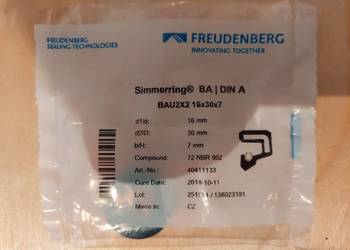 FREUDENBERG
SEALING TECHNOLOGIES
FREUDENBERG
INNOVATING TOGETHER
Simmerring® BA | DIN A
BAU2X2 16x30x7
d1/d: 16 mm
d2/D: 30 mm
b/H: 7 mm
Compound: 72 NBR 902
Art.-No.: 40411133
Cure Date: 2018-10-11
Lot: / 138023191
Made in: CZ